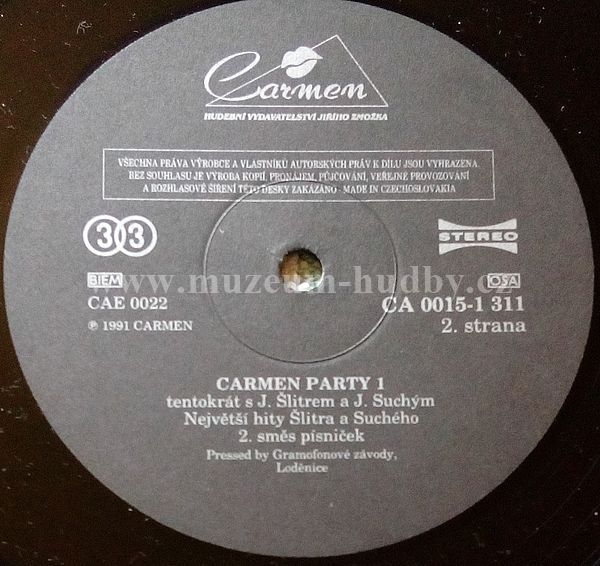 Carmen
HUDEBNÍ VYDAVATELSTVÍ JIŘÍHO ZMOŽKA
VŠECHNA PRÁVA VÝROBCE A VLASTNÍKŮ AUTORSKÝCH PRÁV K DÍLU JSOU VYHRAZENA.
BEZ SOUHLASU JE VÝROBA KOPIÍ, PRONÁJEM, PŮJČOVÁNÍ, VEŘEJNÉ PROVOZOVÁNÍ
A ROZHLASOVÉ ŠÍŘENÍ TÉTO DESKY ZAKÁZÁNO - MADE IN CZECHOSLOVAKIA
33
STEREO
www.muzeum-hudby.cz
BIEM
OSA
CAE 0022
CA 0015-1 311
℗ 1991 CARMEN
2. strana
CARMEN PARTY 1
tentokrát s J. Šlitrem a J. Suchým
Největší hity Šlitra a Suchého
2. směs písniček
Pressed by Gramofonové závody,
Loděnice